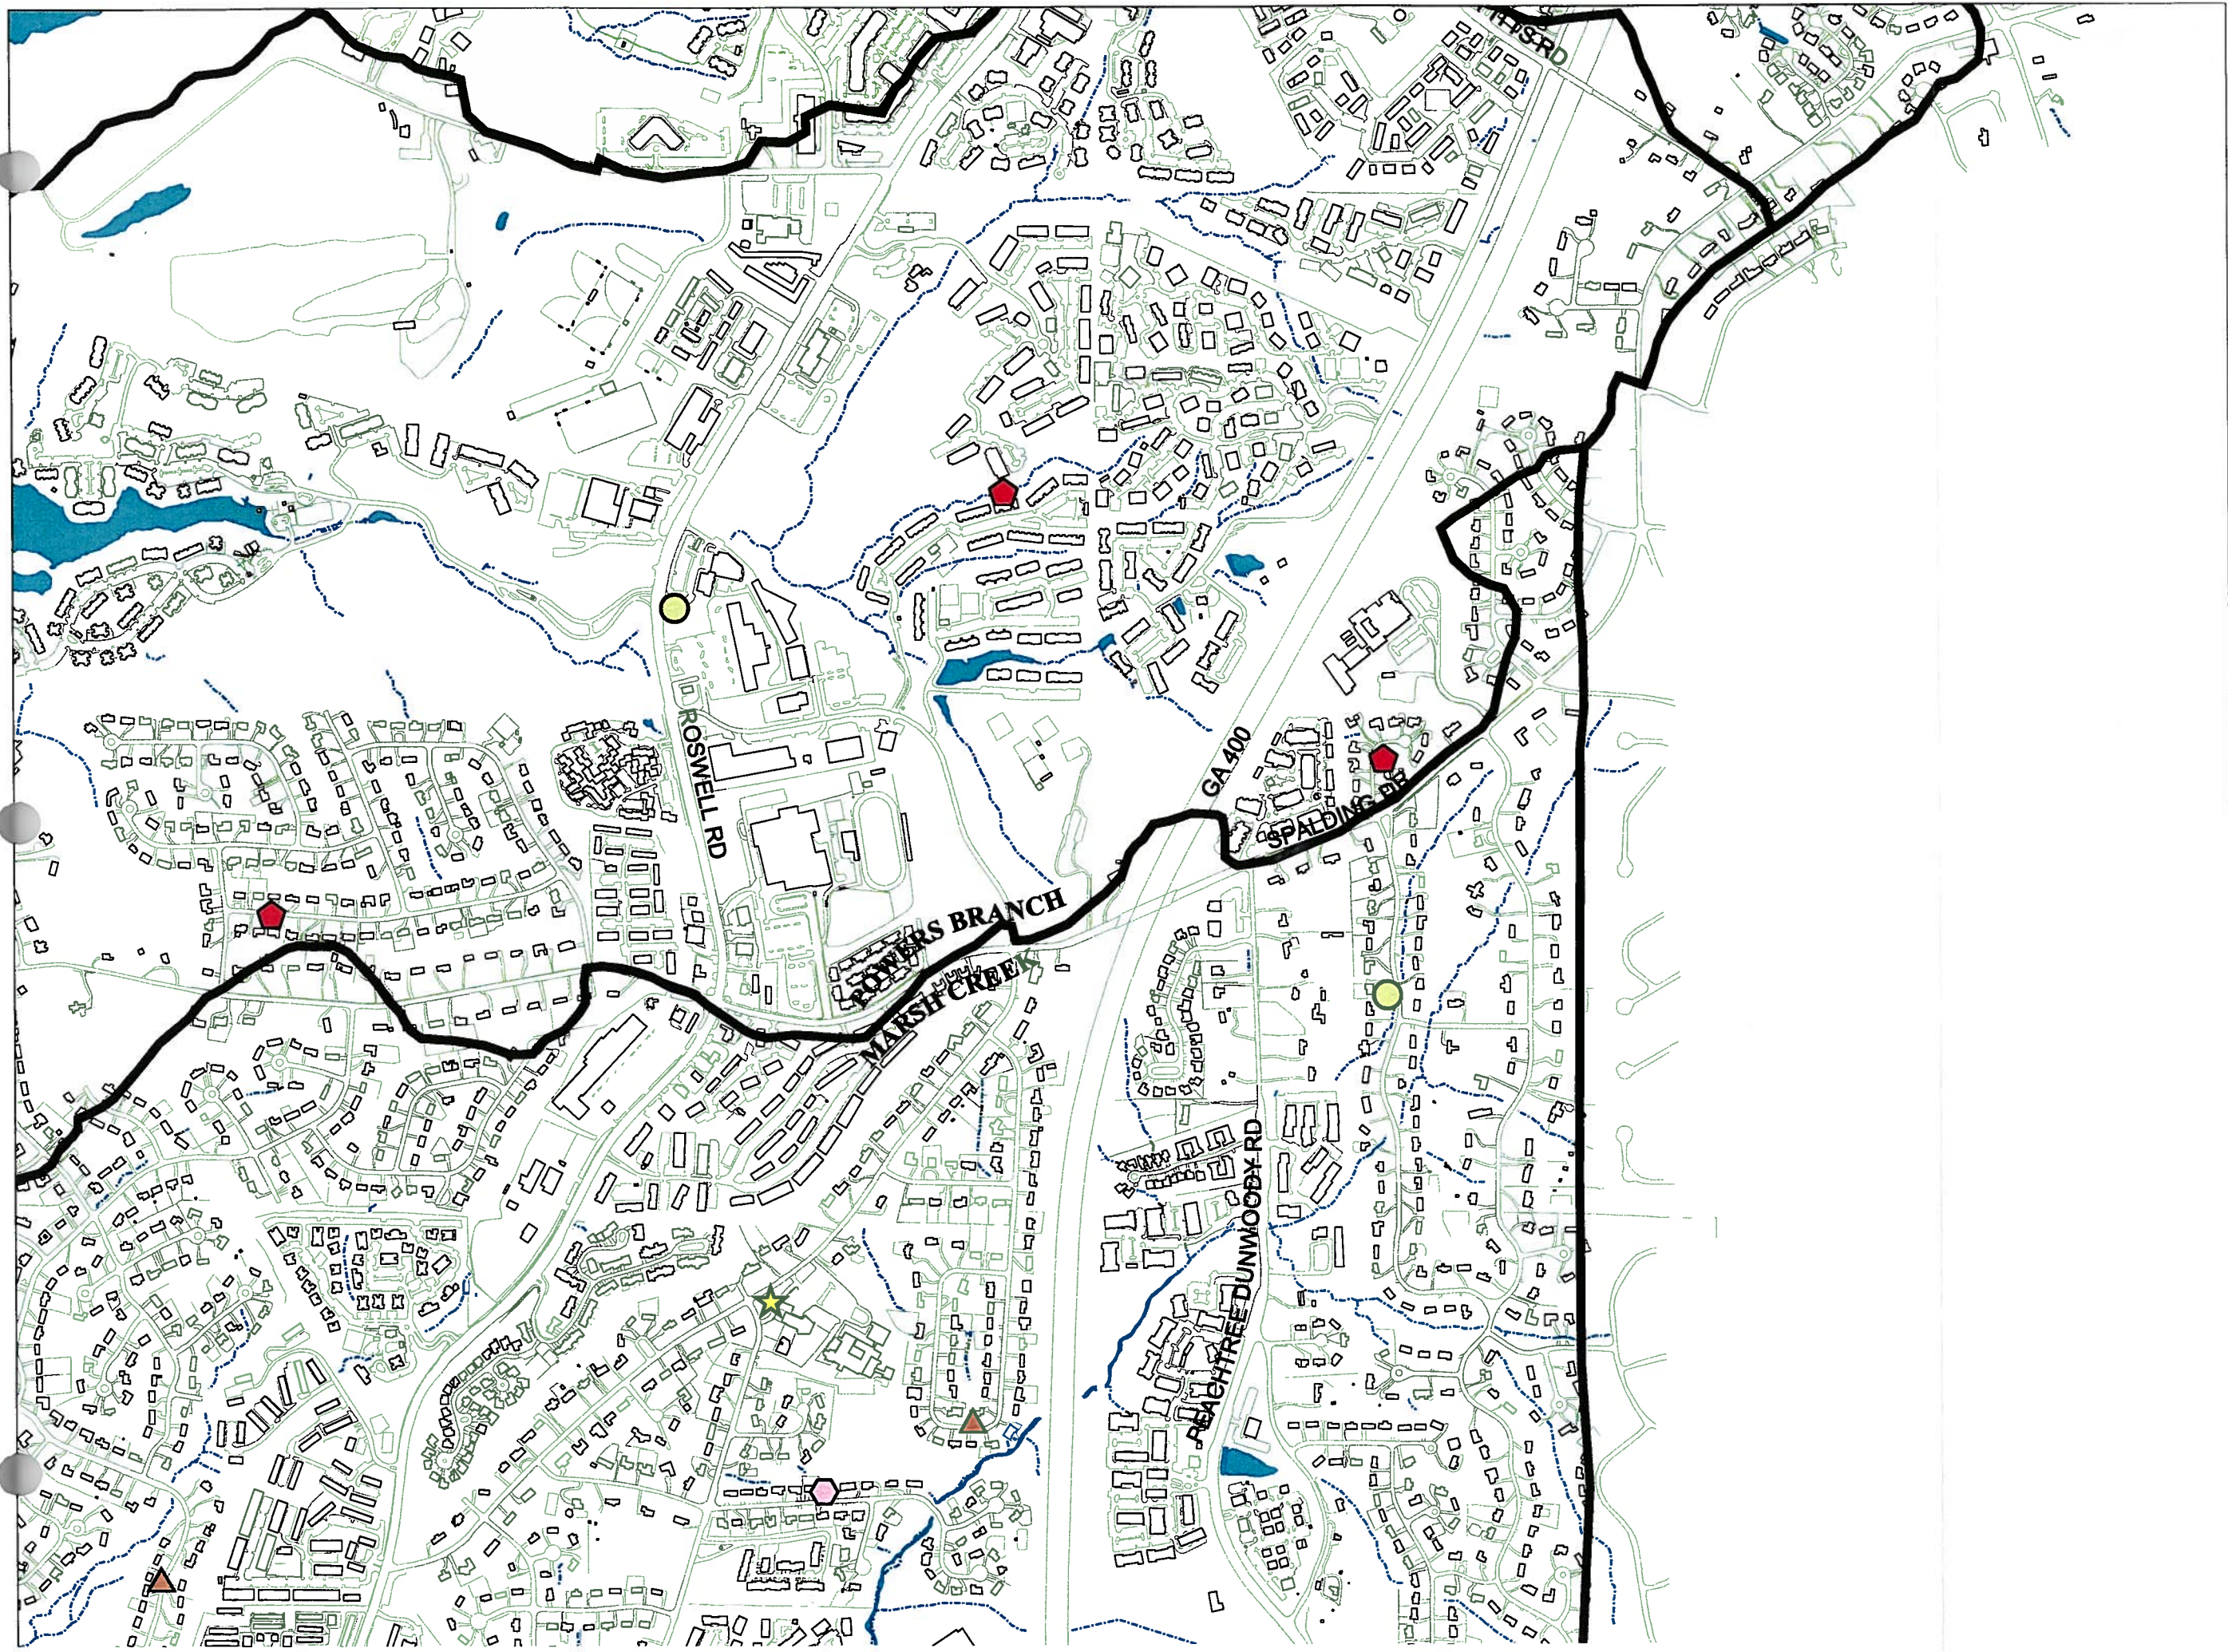 ROSWELL RD
GA 400
SPALDING DR
POWERS BRANCH
MARSH CREEK
PEACHTREE DUNWOODY RD